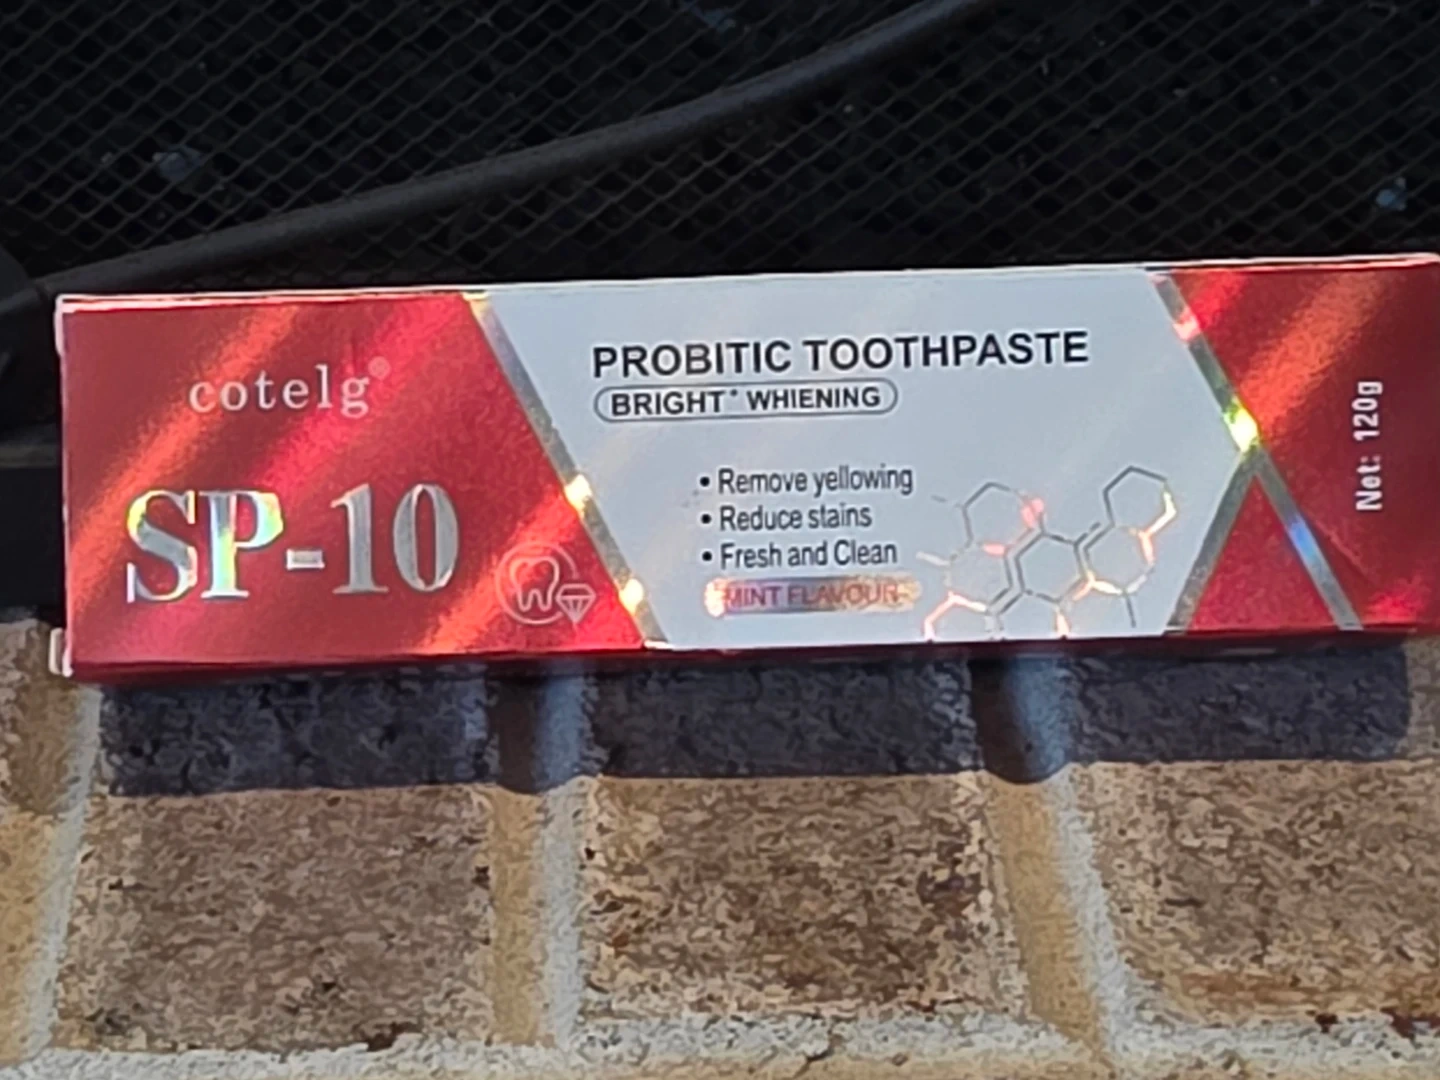 cotelg®
SP-10
PROBITIC TOOTHPASTE
BRIGHT* WHIENING
• Remove yellowing
• Reduce stains
• Fresh and Clean
MINT FLAVOUR
Net: 120g